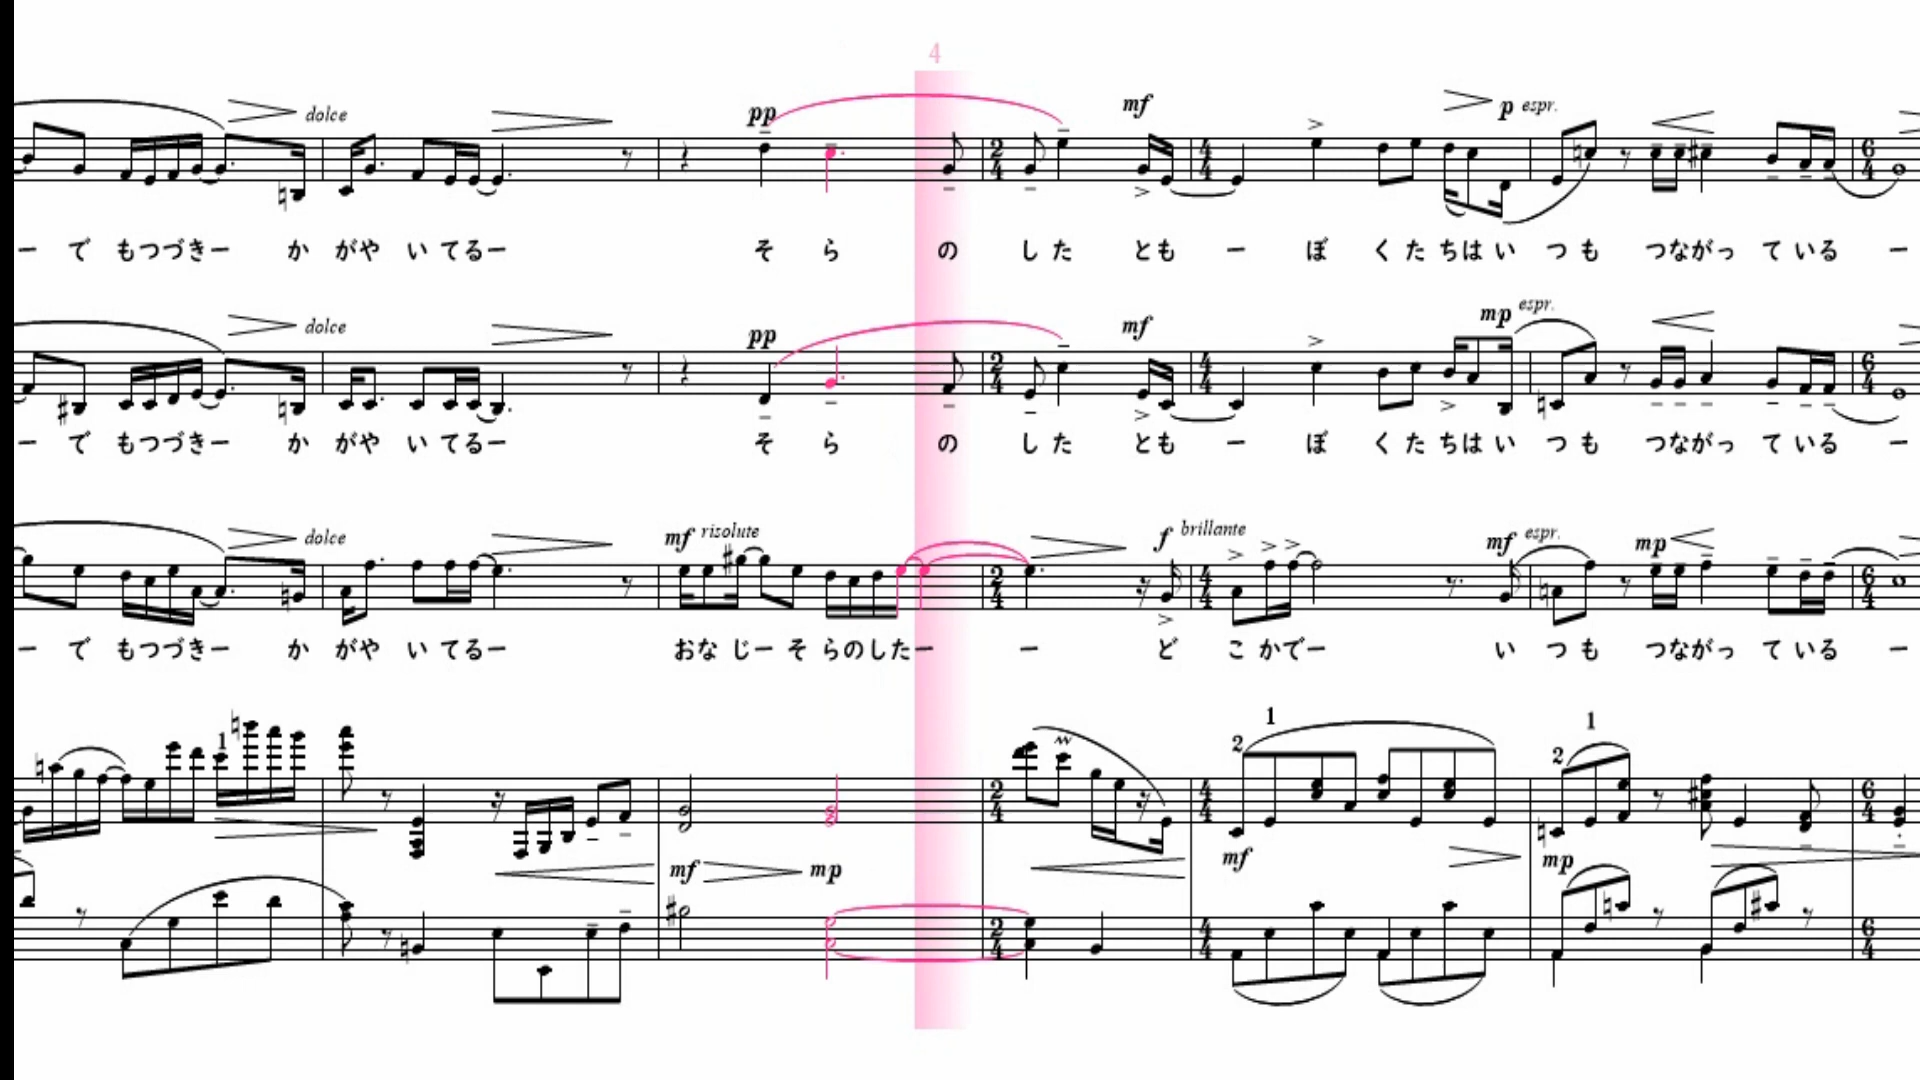 4
dolce pp mf p espr.
ー で もつづきー か がや い てるー そ ら の し た とも ー ぼ く た ちは い つ も つながっ て いる ー
dolce pp mf mp espr.
ー で もつづきー か がや い てるー そ ら の し た とも ー ぼ く た ちは い つ も つながっ て いる ー
dolce mf risolute f brillante mf espr. mp
ー で もつづきー か がや い てるー おな じー そ らのしたー ー ど こ かでー い つ も つながっ て いる ー
1 2 1 2 1
mf mp mf mp